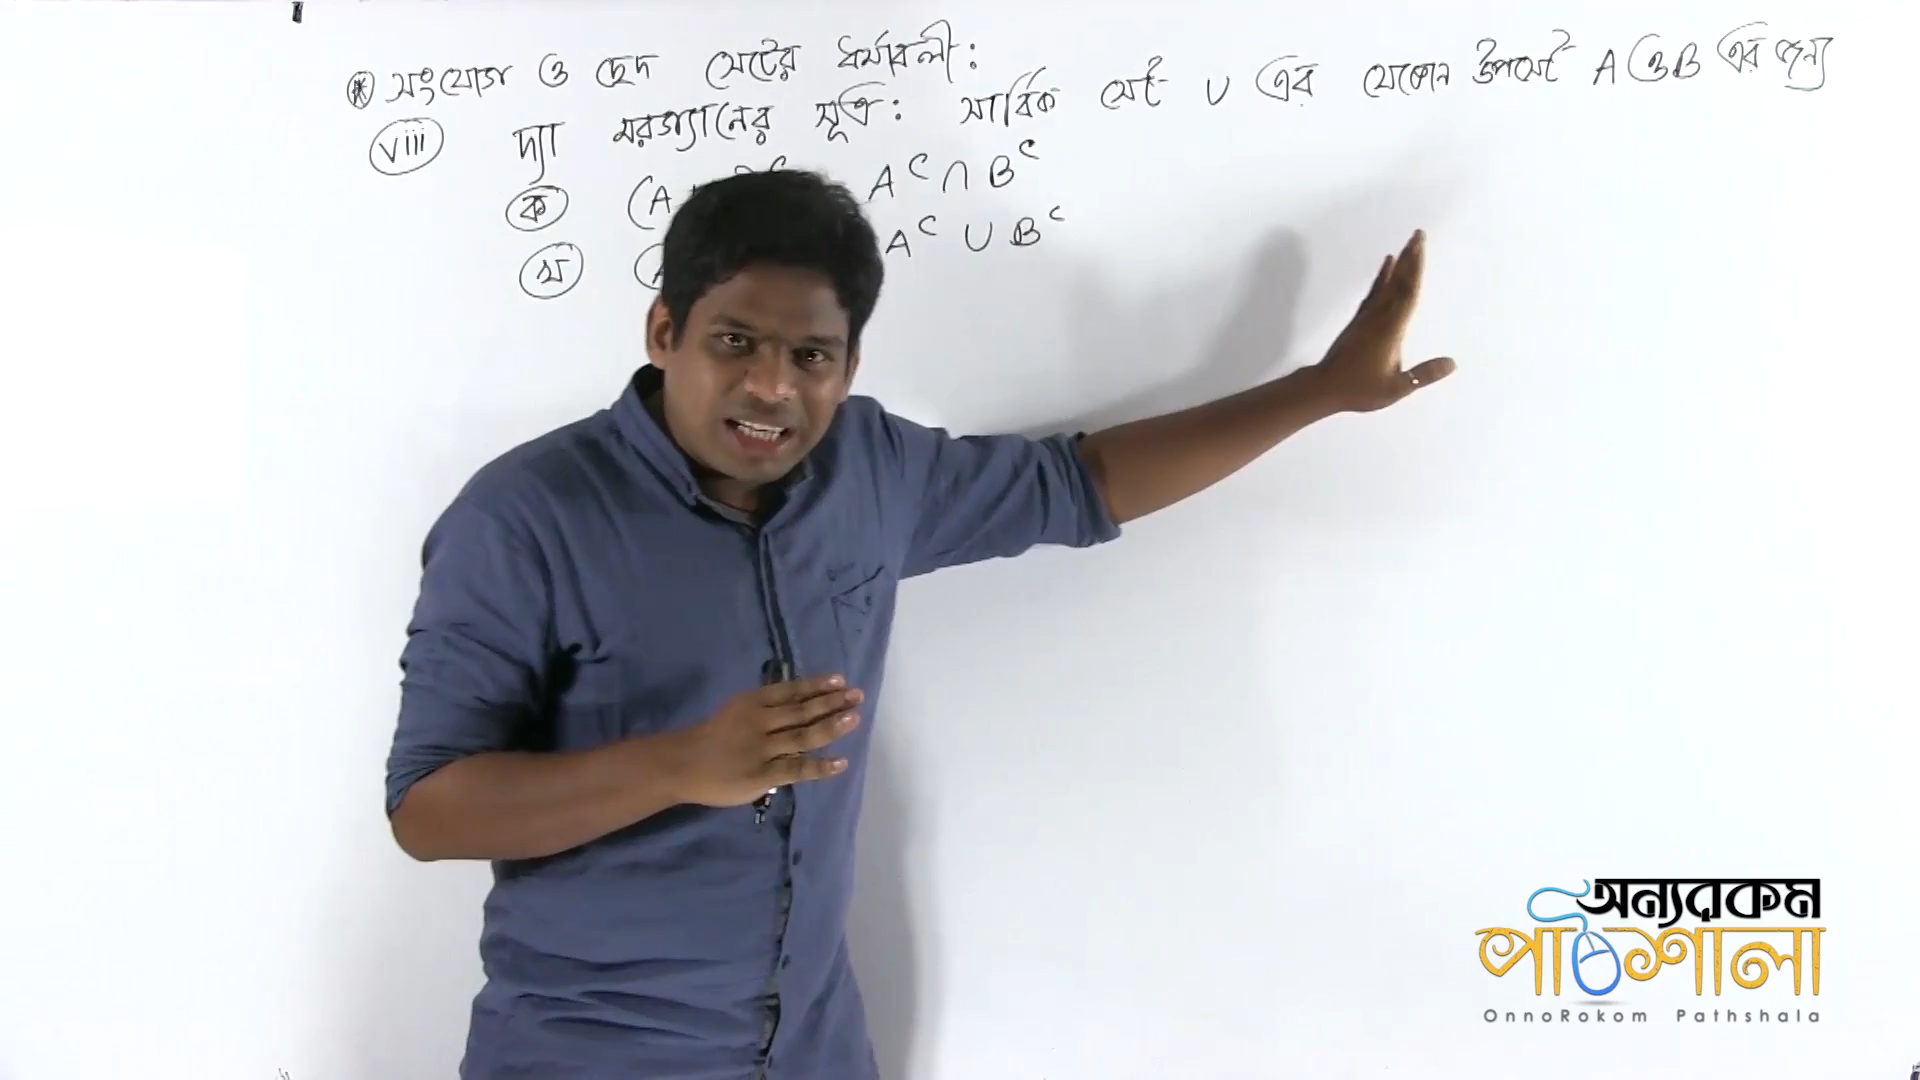 * সংযোগ ও ছেদ সেটের ধর্মাবলী:
viii দ্যা মরগ্যানের সূত্র: সার্বিক সেট U এর যেকোন উপসেট A ও B এর জন্য
ক (A Aᶜ ∩ Bᶜ
খ (A Aᶜ ∪ Bᶜ
অন্যরকম
পাঠশালা
OnnoRokom Pathshala